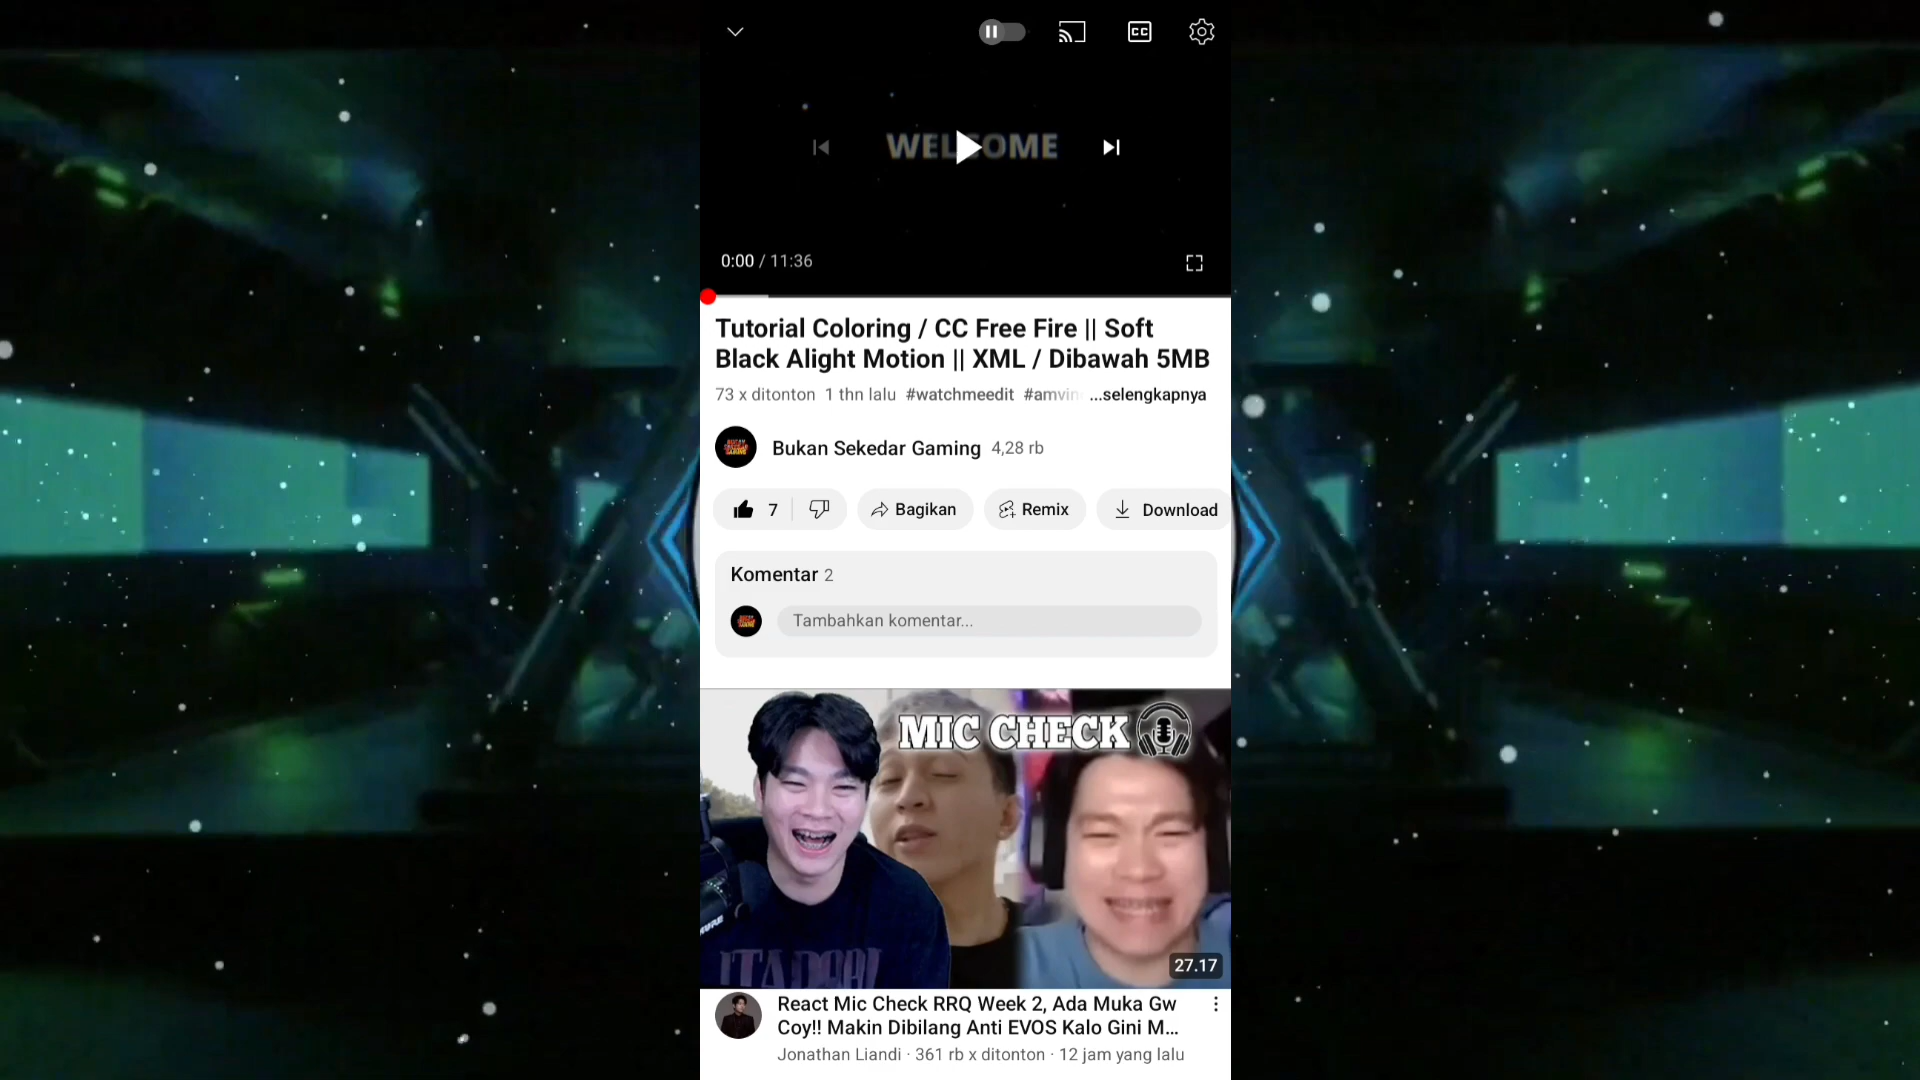 WELCOME
0:00 / 11:36
Tutorial Coloring / CC Free Fire || Soft
Black Alight Motion || XML / Dibawah 5MB
73 x ditonton 1 thn lalu #watchmeedit #amvin ...selengkapnya
Bukan Sekedar Gaming 4,28 rb
7 Bagikan Remix Download
Komentar 2
Tambahkan komentar...
MIC CHECK
27.17
React Mic Check RRQ Week 2, Ada Muka Gw
Coy!! Makin Dibilang Anti EVOS Kalo Gini M...
Jonathan Liandi · 361 rb x ditonton · 12 jam yang lalu